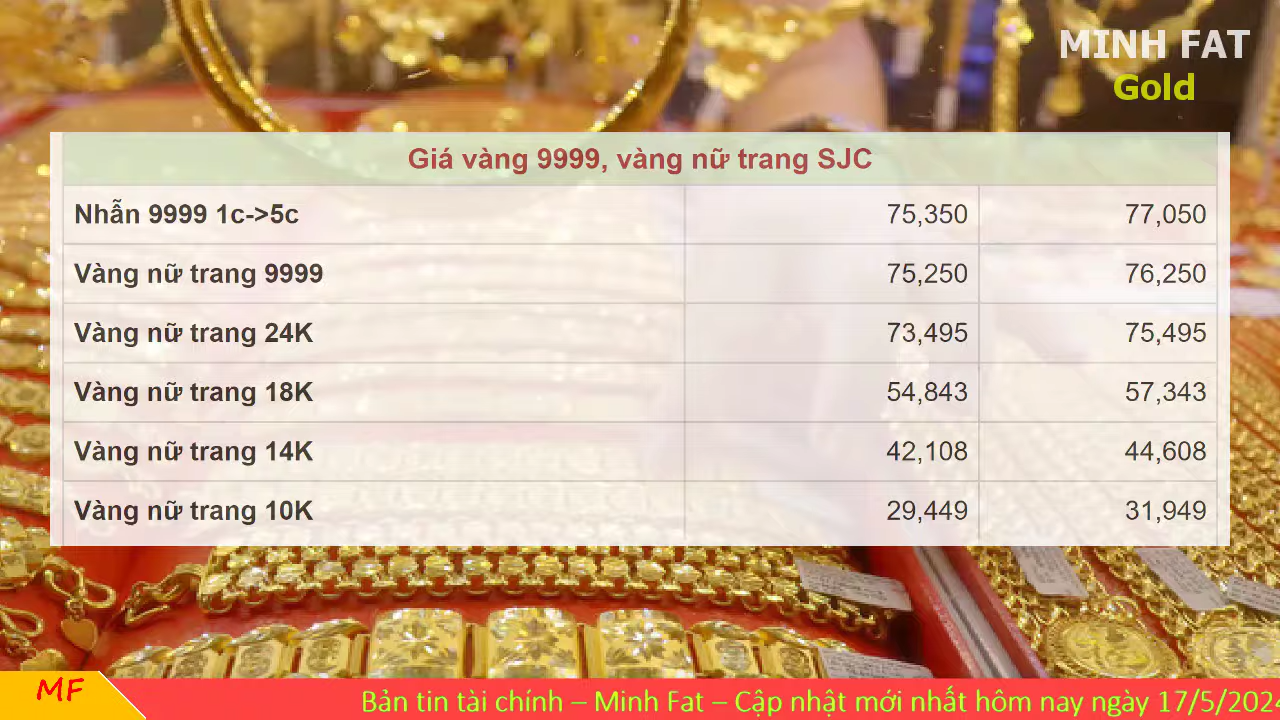 MINH FAT
Gold
Giá vàng 9999, vàng nữ trang SJC
Nhẫn 9999 1c->5c 75,350 77,050
Vàng nữ trang 9999 75,250 76,250
Vàng nữ trang 24K 73,495 75,495
Vàng nữ trang 18K 54,843 57,343
Vàng nữ trang 14K 42,108 44,608
Vàng nữ trang 10K 29,449 31,949
MF
Bản tin tài chính – Minh Fat – Cập nhật mới nhất hôm nay ngày 17/5/2024